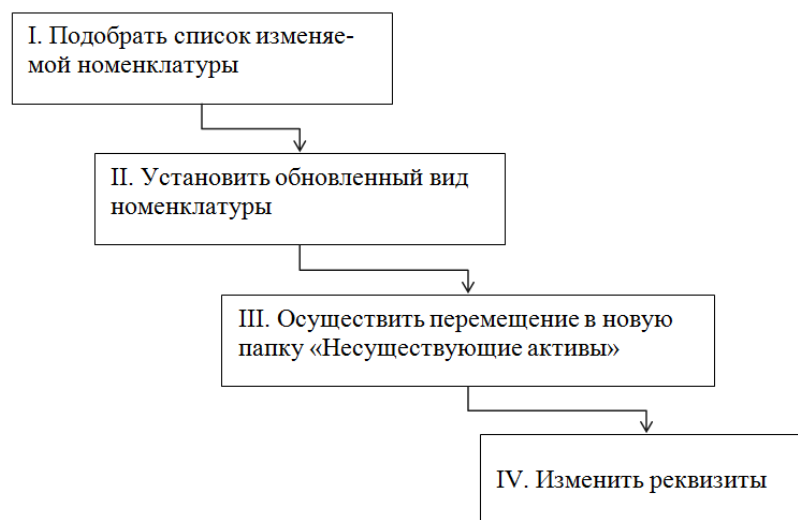 I. Подобрать список изменяе-
мой номенклатуры
II. Установить обновленный вид
номенклатуры
III. Осуществить перемещение в новую
папку «Несуществующие активы»
IV. Изменить реквизиты